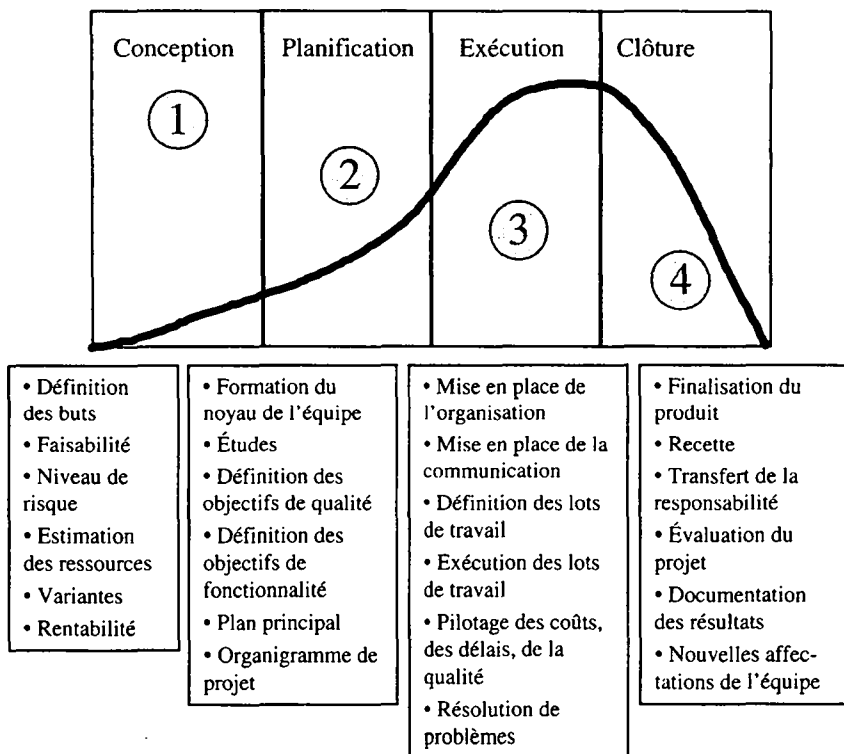 Conception
Planification
Exécution
Clôture
1
2
3
4
• Définition
des buts
• Faisabilité
• Niveau de
risque
• Estimation
des ressources
• Variantes
• Rentabilité
• Formation du
noyau de l'équipe
• Études
• Définition des
objectifs de qualité
• Définition des
objectifs de
fonctionnalité
• Plan principal
• Organigramme de
projet
• Mise en place de
l'organisation
• Mise en place de la
communication
• Définition des lots
de travail
• Exécution des lots
de travail
• Pilotage des coûts,
des délais, de la
qualité
• Résolution de
problèmes
• Finalisation du
produit
• Recette
• Transfert de la
responsabilité
• Évaluation du
projet
• Documentation
des résultats
• Nouvelles affec-
tations de l'équipe